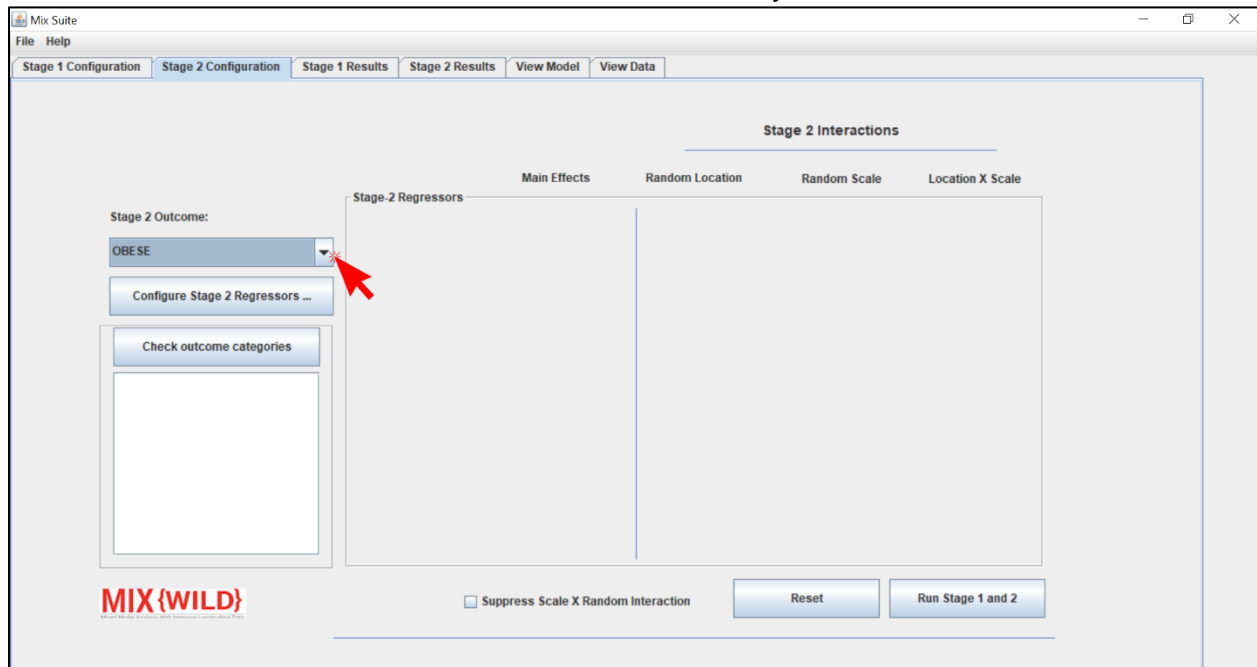 Mix Suite
File Help
Stage 1 Configuration Stage 2 Configuration Stage 1 Results Stage 2 Results View Model View Data
Stage 2 Interactions
Main Effects Random Location Random Scale Location X Scale
Stage-2 Regressors
Stage 2 Outcome:
OBESE
Configure Stage 2 Regressors ...
Check outcome categories
MIX {WILD}
Suppress Scale X Random Interaction Reset Run Stage 1 and 2